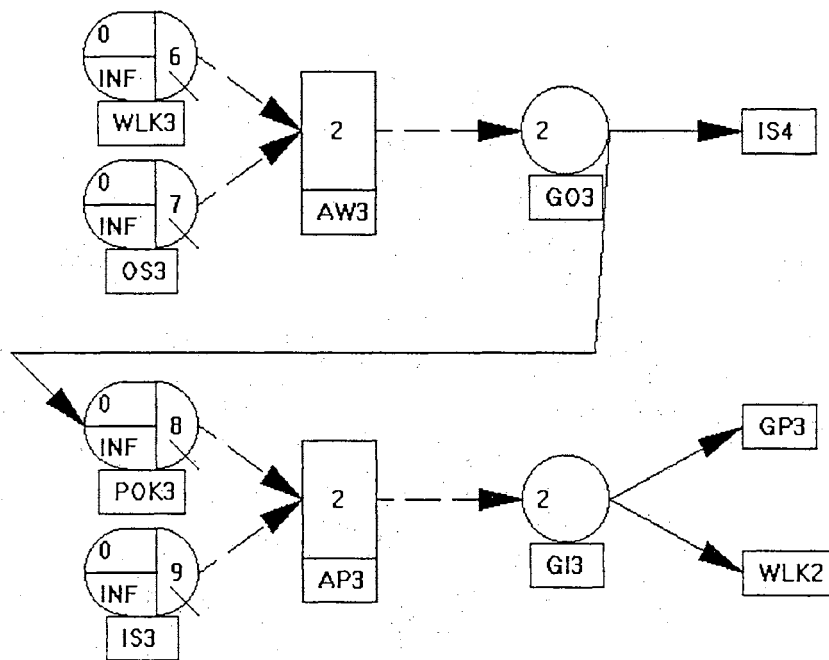 0
6
INF
WLK3
2
AW3
2
GO3
IS4
0
7
INF
OS3
0
8
INF
POK3
2
AP3
2
GI3
GP3
WLK2
0
9
INF
IS3